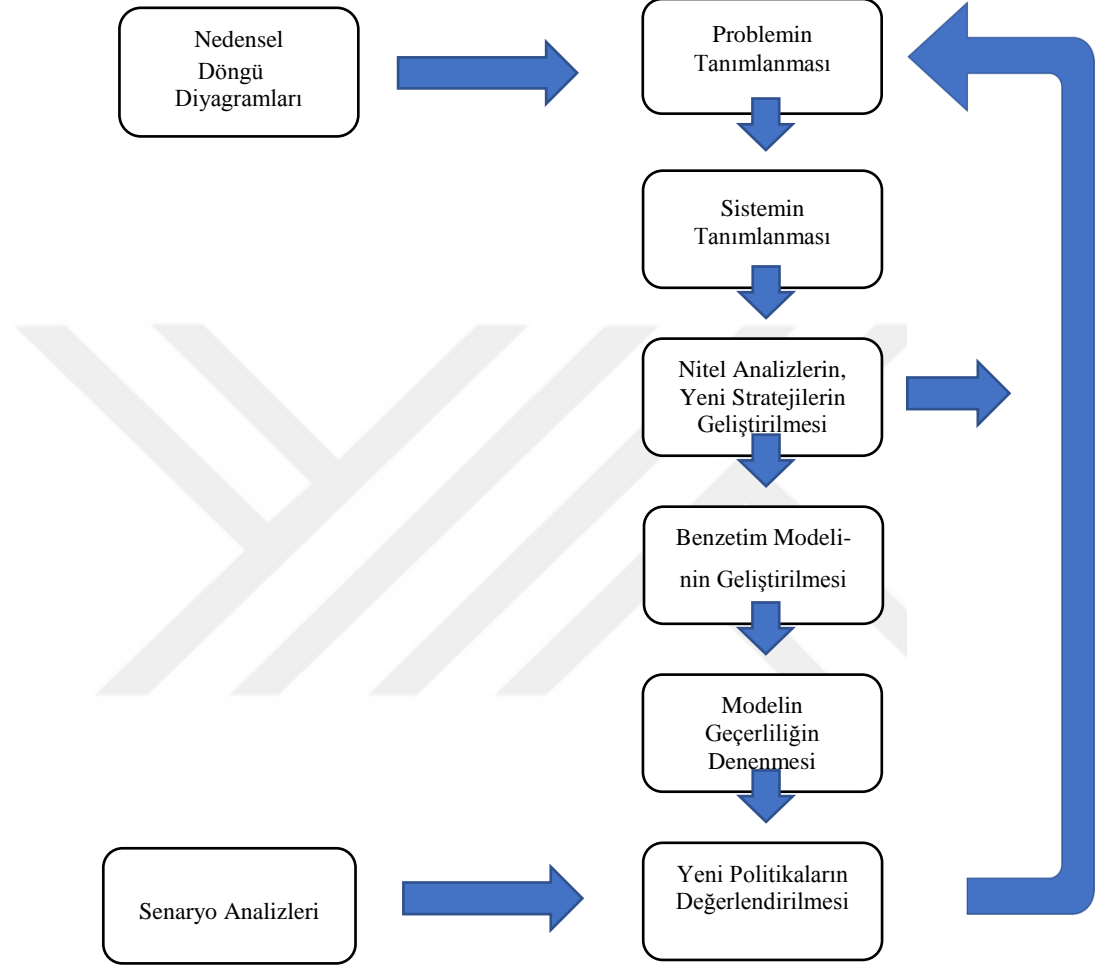 Nedensel
Döngü
Diyagramları
Problemin
Tanımlanması
Sistemin
Tanımlanması
Nitel Analizlerin,
Yeni Stratejilerin
Geliştirilmesi
Benzetim Modeli-
nin Geliştirilmesi
Modelin
Geçerliliğin
Denenmesi
Senaryo Analizleri
Yeni Politikaların
Değerlendirilmesi